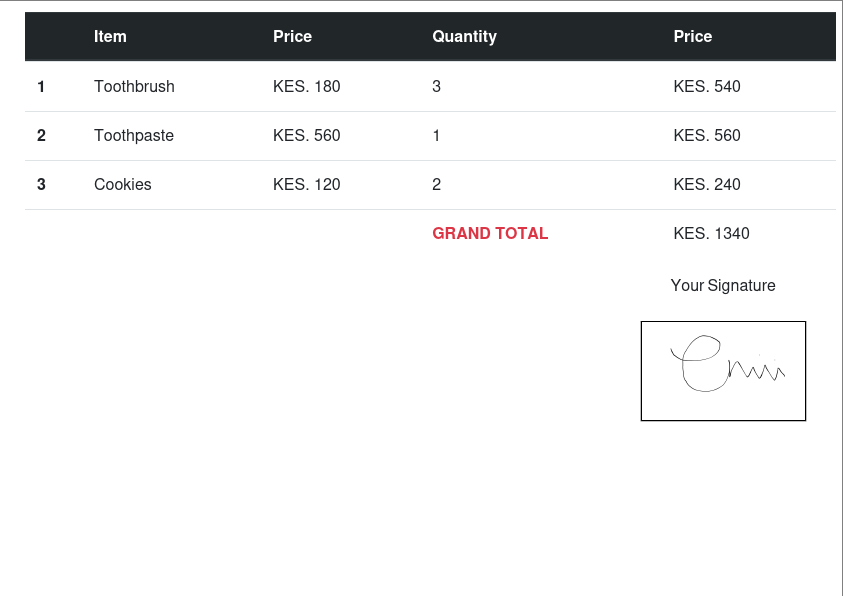 Item Price Quantity Price
1 Toothbrush KES. 180 3 KES. 540
2 Toothpaste KES. 560 1 KES. 560
3 Cookies KES. 120 2 KES. 240
GRAND TOTAL KES. 1340
Your Signature